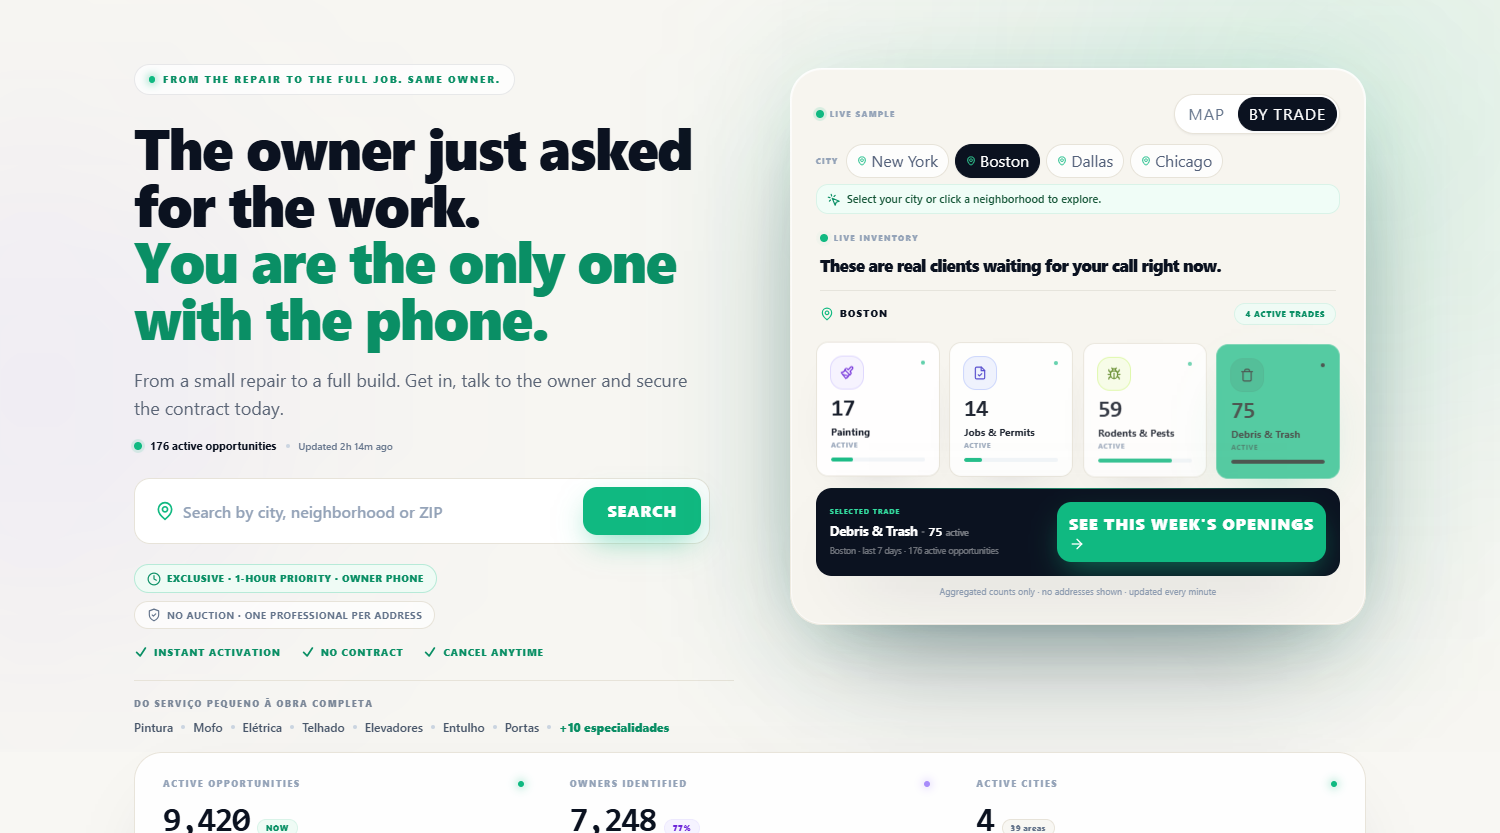 FROM THE REPAIR TO THE FULL JOB. SAME OWNER.
The owner just asked
for the work.
You are the only one
with the phone.
From a small repair to a full build. Get in, talk to the owner and secure
the contract today.
176 active opportunities • Updated 2h 14m ago
Search by city, neighborhood or ZIP
SEARCH
EXCLUSIVE · 1-HOUR PRIORITY · OWNER PHONE
NO AUCTION · ONE PROFESSIONAL PER ADDRESS
INSTANT ACTIVATION NO CONTRACT CANCEL ANYTIME
DO SERVIÇO PEQUENO À OBRA COMPLETA
Pintura • Mofo • Elétrica • Telhado • Elevadores • Entulho • Portas • +10 especialidades
LIVE SAMPLE
MAP BY TRADE
CITY New York Boston Dallas Chicago
Select your city or click a neighborhood to explore.
LIVE INVENTORY
These are real clients waiting for your call right now.
BOSTON
4 ACTIVE TRADES
17
Painting
ACTIVE
14
Jobs & Permits
ACTIVE
59
Rodents & Pests
ACTIVE
75
Debris & Trash
ACTIVE
SELECTED TRADE
Debris & Trash · 75 active
Boston · last 7 days · 176 active opportunities
SEE THIS WEEK'S OPENINGS
→
Aggregated counts only · no addresses shown · updated every minute
ACTIVE OPPORTUNITIES
9,420 NOW
OWNERS IDENTIFIED
7,248 77%
ACTIVE CITIES
4 39 areas